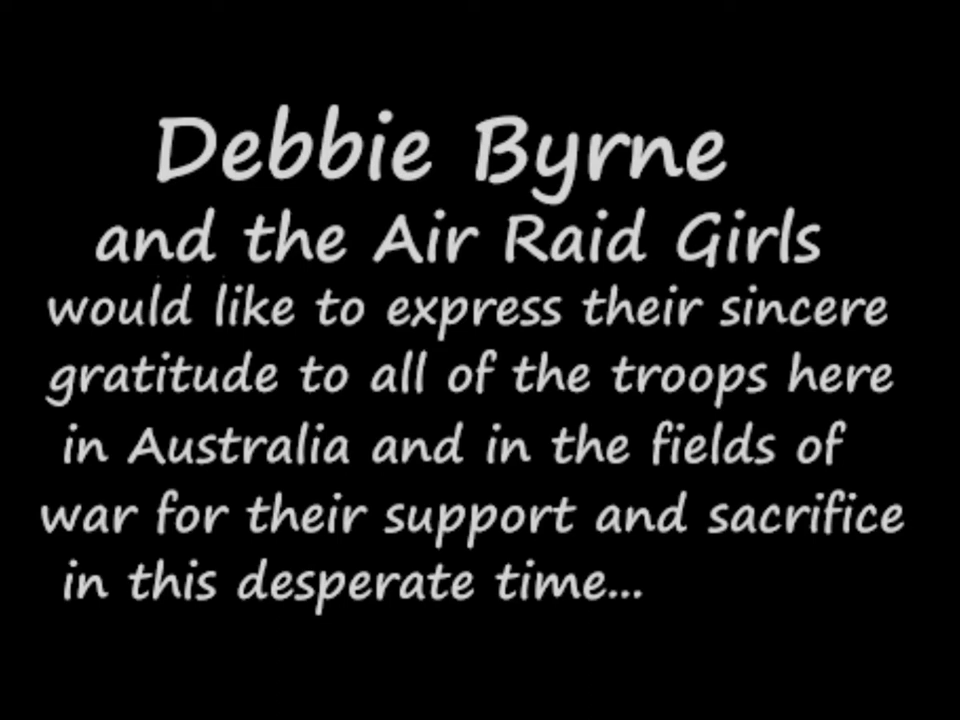 Debbie Byrne
and the Air Raid Girls
would like to express their sincere
gratitude to all of the troops here
in Australia and in the fields of
war for their support and sacrifice
in this desperate time...